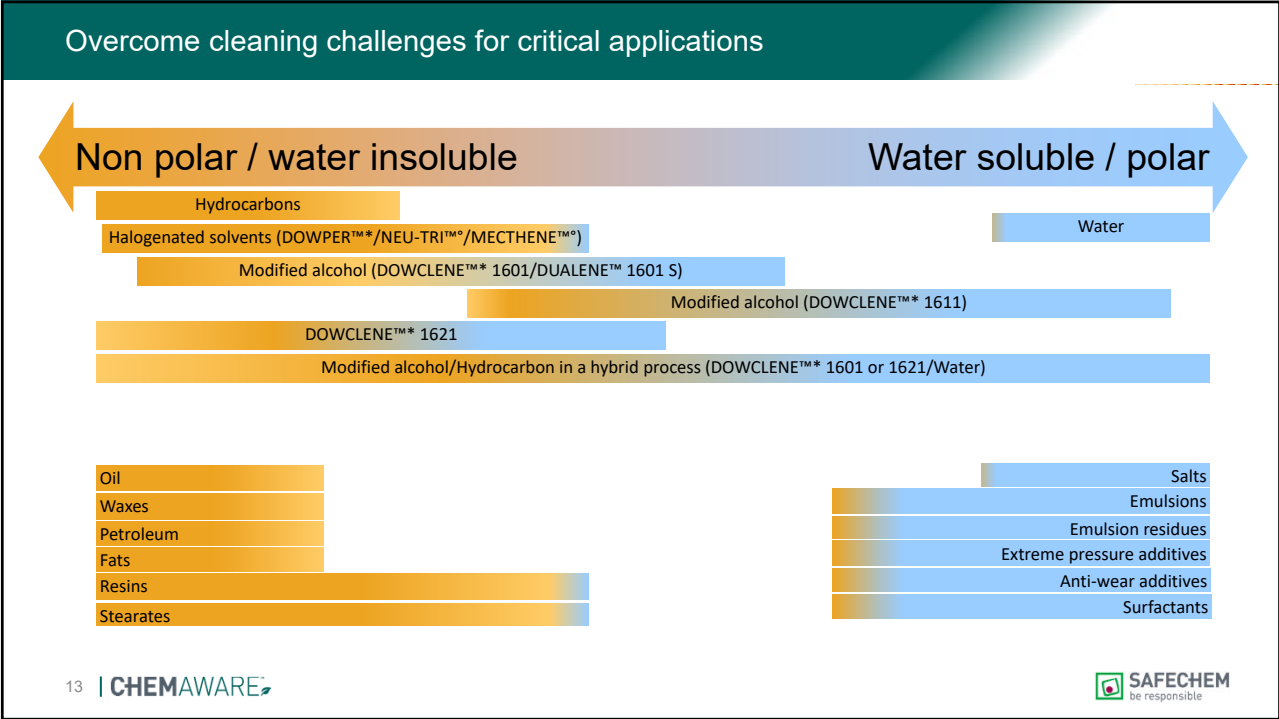 Overcome cleaning challenges for critical applications
Non polar / water insoluble
Water soluble / polar
Hydrocarbons
Water
Halogenated solvents (DOWPER™*/NEU-TRI™°/MECTHENE™°)
Modified alcohol (DOWCLENE™* 1601/DUALENE™ 1601 S)
Modified alcohol (DOWCLENE™* 1611)
DOWCLENE™* 1621
Modified alcohol/Hydrocarbon in a hybrid process (DOWCLENE™* 1601 or 1621/Water)
Oil
Waxes
Petroleum
Fats
Resins
Stearates
Salts
Emulsions
Emulsion residues
Extreme pressure additives
Anti-wear additives
Surfactants
13 | CHEMAWARE™
SAFECHEM
be responsible